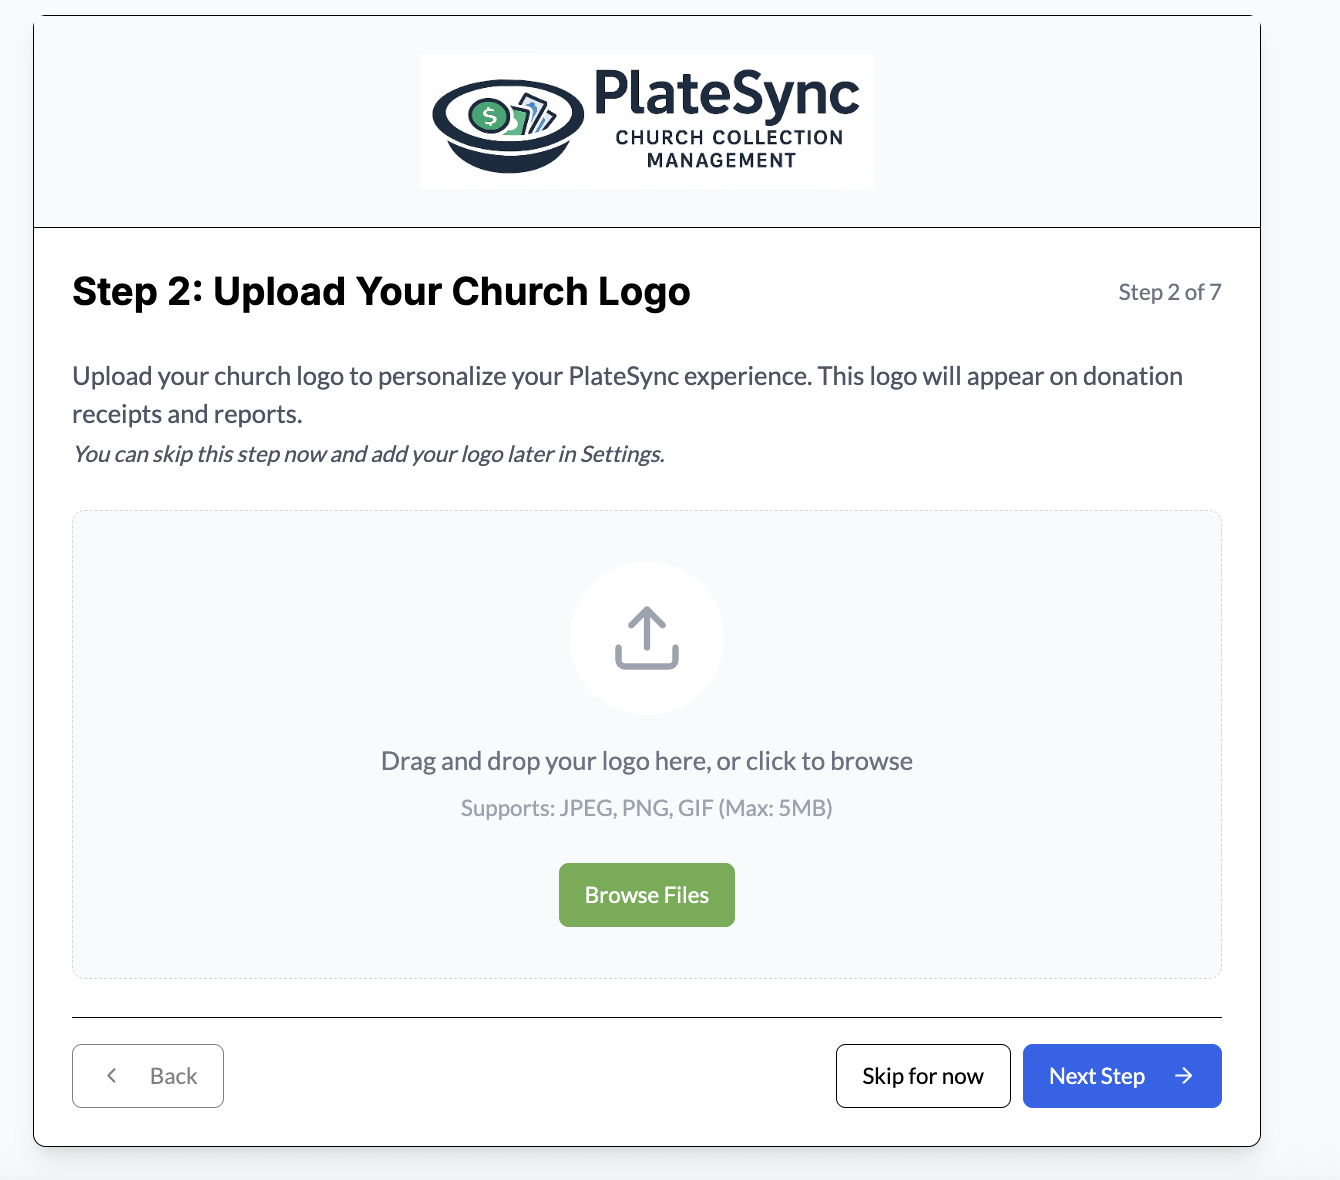 $
PlateSync
CHURCH COLLECTION
MANAGEMENT
Step 2: Upload Your Church Logo
Step 2 of 7
Upload your church logo to personalize your PlateSync experience. This logo will appear on donation
receipts and reports.
You can skip this step now and add your logo later in Settings.
Drag and drop your logo here, or click to browse
Supports: JPEG, PNG, GIF (Max: 5MB)
Browse Files
Back
Skip for now
Next Step